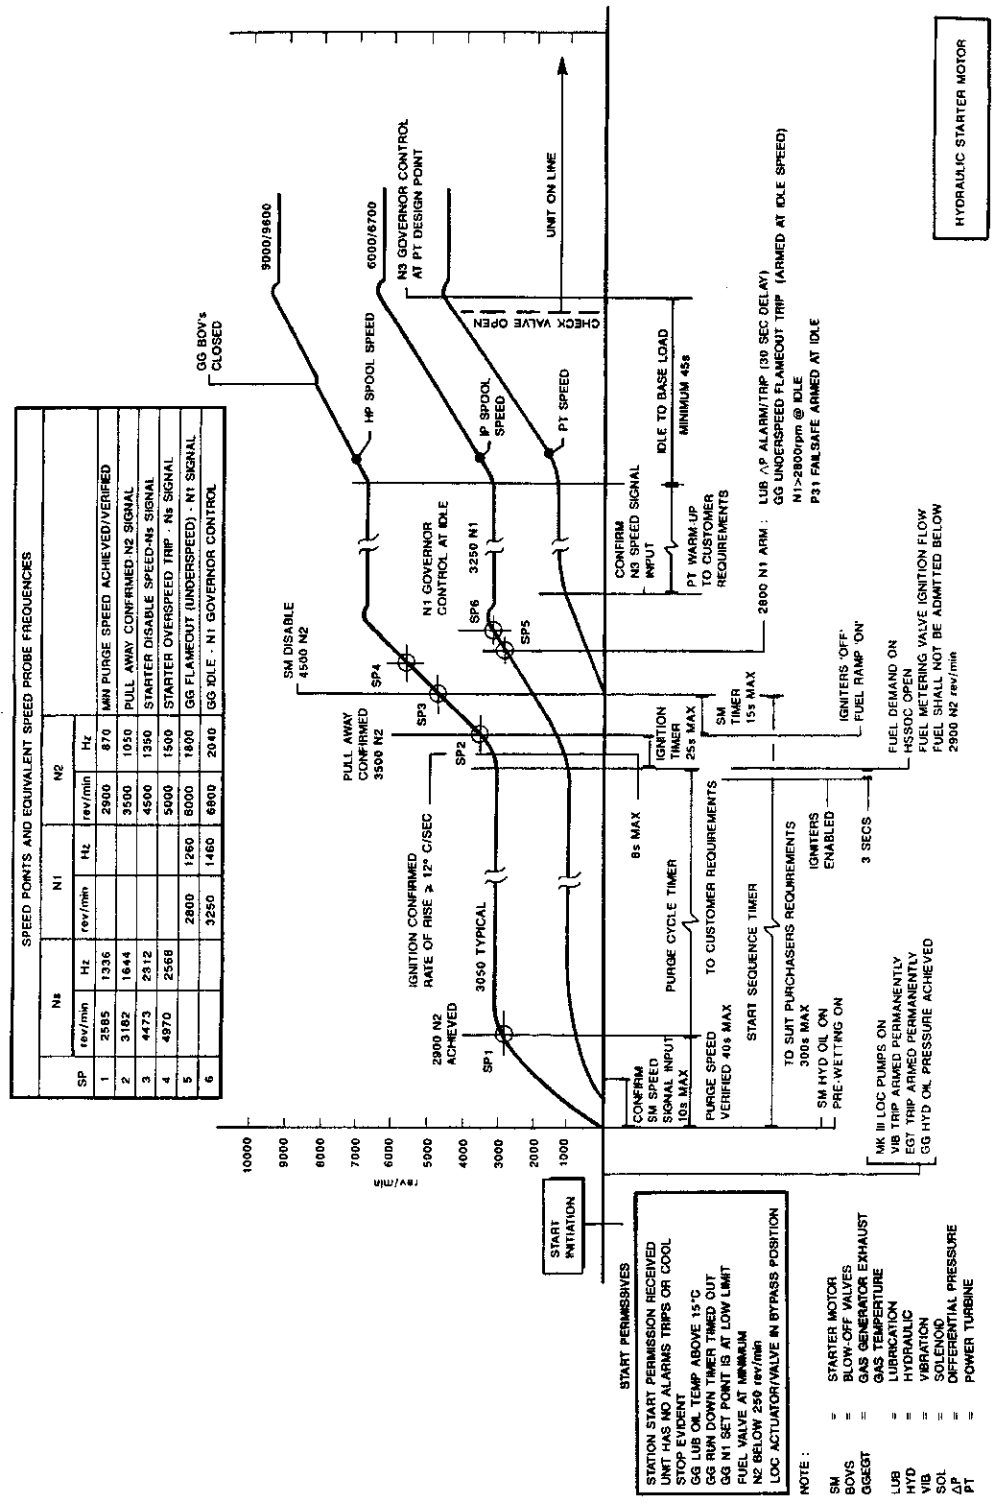 SPEED POINTS AND EQUIVALENT SPEED PROBE FREQUENCIES
Ns N1 N2
SP rev/min Hz rev/min Hz rev/min Hz
1 2585 1336 2900 870 MIN PURGE SPEED ACHIEVED/VERIFIED
2 3182 1644 3500 1050 PULL AWAY CONFIRMED-N2 SIGNAL
3 4473 2312 4500 1350 STARTER DISABLE SPEED-Ns SIGNAL
4 4970 2568 5000 1500 STARTER OVERSPEED TRIP - Ns SIGNAL
5 2800 1260 6000 1800 GG FLAMEOUT (UNDERSPEED) - N1 SIGNAL
6 3250 1460 6800 2040 GG IDLE - N1 GOVERNOR CONTROL
rev/min
10000
9000
8000
7000
6000
5000
4000
3000
2000
1000
START
INITIATION
2900 N2
ACHIEVED
SP1
3050 TYPICAL
IGNITION CONFIRMED
RATE OF RISE ⩾ 12° C/SEC
PULL AWAY
CONFIRMED
3500 N2
SP2
SP3
SP4
SM DISABLE
4500 N2
N1 GOVERNOR
CONTROL AT IDLE
SP6
SP5
3250 N1
HP SPOOL SPEED
IP SPOOL
SPEED
PT SPEED
GG BOV's
CLOSED
9000/9600
6000/6700
N3 GOVERNOR CONTROL
AT PT DESIGN POINT
CHECK VALVE OPEN
UNIT ON LINE
CONFIRM
SM SPEED
SIGNAL INPUT
10s MAX
PURGE SPEED
VERIFIED 40s MAX
PURGE CYCLE TIMER
TO CUSTOMER REQUIREMENTS
START SEQUENCE TIMER
TO SUIT PURCHASERS REQUIREMENTS
300s MAX
8s MAX
IGNITION
TIMER
25s MAX
SM
TIMER
15s MAX
CONFIRM
N3 SPEED SIGNAL
INPUT
PT WARM-UP
TO CUSTOMER
REQUIREMENTS
IDLE TO BASE LOAD
MINIMUM 45s
2800 N1 ARM : LUB ΔP ALARM/TRIP (30 SEC DELAY)
GG UNDERSPEED FLAMEOUT TRIP (ARMED AT IDLE SPEED)
N1>2800rpm @ IDLE
P31 FAILSAFE ARMED AT IDLE
IGNITERS 'OFF'
FUEL RAMP 'ON'
IGNITERS
ENABLED
3 SECS
FUEL DEMAND ON
HSSOC OPEN
FUEL METERING VALVE IGNITION FLOW
FUEL SHALL NOT BE ADMITTED BELOW
2900 N2 rev/min
SM HYD OIL ON
PRE-WETTING ON
MK III LOC PUMPS ON
VIB TRIP ARMED PERMANENTLY
EGT TRIP ARMED PERMANENTLY
GG HYD OIL PRESSURE ACHIEVED
START PERMISSIVES
STATION START PERMISSION RECEIVED
UNIT HAS NO ALARMS TRIPS OR COOL
STOP EVIDENT
GG LUB OIL TEMP ABOVE 15°C
GG RUN DOWN TIMER TIMED OUT
GG N1 SET POINT IS AT LOW LIMIT
FUEL VALVE AT MINIMUM
N2 BELOW 250 rev/min
LOC ACTUATOR/VALVE IN BYPASS POSITION
NOTE :
SM = STARTER MOTOR
BOVS = BLOW-OFF VALVES
GGEGT = GAS GENERATOR EXHAUST
GAS TEMPERTURE
LUB = LUBRICATION
HYD = HYDRAULIC
VIB = VIBRATION
SOL = SOLENOID
ΔP = DIFFERENTIAL PRESSURE
PT = POWER TURBINE
HYDRAULIC STARTER MOTOR